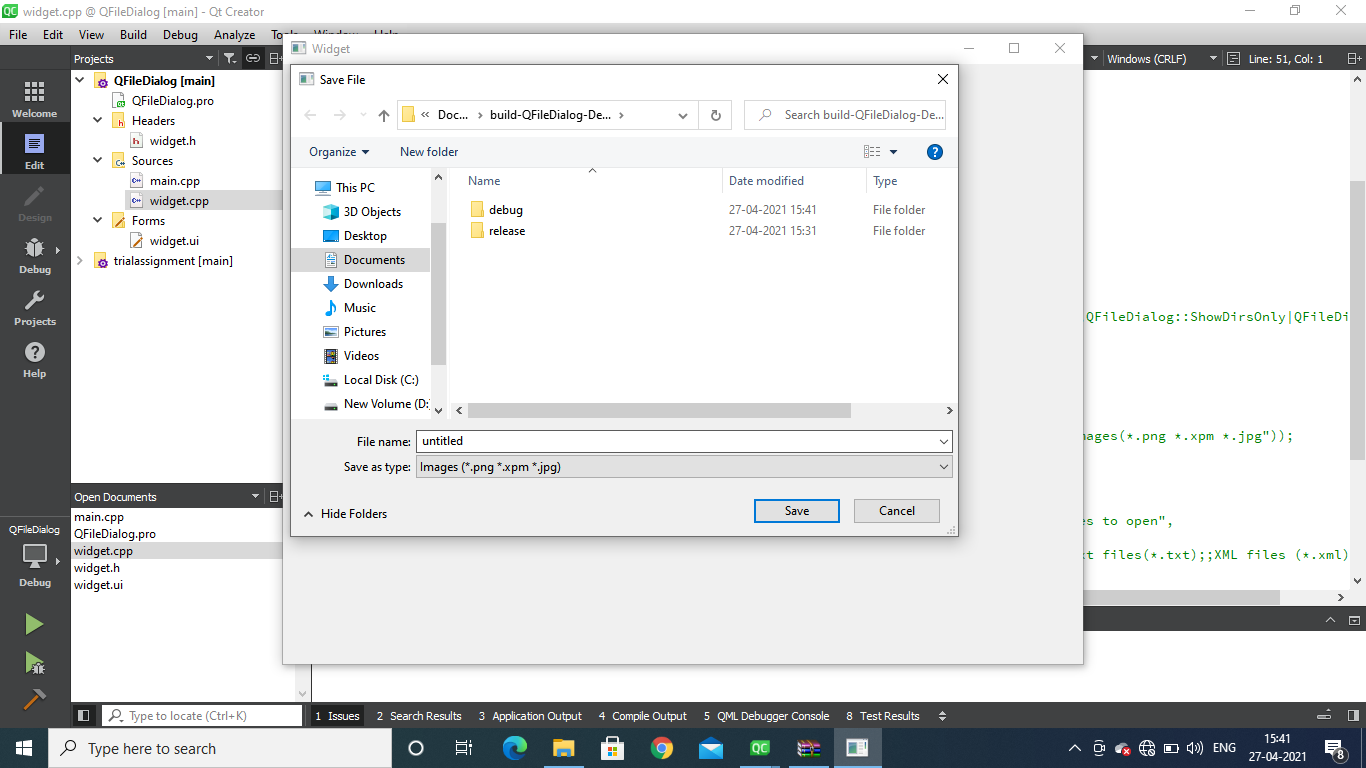 QC widget.cpp @ QFileDialog [main] - Qt Creator
File Edit View Build Debug Analyze
Widget
Projects
Windows (CRLF) Line: 51, Col: 1
Save File
QFileDialog [main]
QFileDialog.pro
Headers
widget.h
Sources
main.cpp
widget.cpp
Forms
widget.ui
trialassignment [main]
Welcome
Edit
Design
Debug
Projects
Help
« Doc... › build-QFileDialog-De... ›
Search build-QFileDialog-De...
Organize New folder
?
This PC
3D Objects
Desktop
Documents
Downloads
Music
Pictures
Videos
Local Disk (C:)
New Volume (D:
Name Date modified Type
debug 27-04-2021 15:41 File folder
release 27-04-2021 15:31 File folder
File name: untitled
Save as type: Images (*.png *.xpm *.jpg)
Hide Folders
Save Cancel
QFileDialog::ShowDirsOnly|QFileDi
mages(*.png *.xpm *.jpg"));
es to open",
xt files(*.txt);;XML files (*.xml)
Open Documents
main.cpp
QFileDialog.pro
widget.cpp
widget.h
widget.ui
QFileDialog
Debug
Type to locate (Ctrl+K)
1 Issues 2 Search Results 3 Application Output 4 Compile Output 5 QML Debugger Console 8 Test Results
Type here to search
QC
ENG
15:41
27-04-2021
8